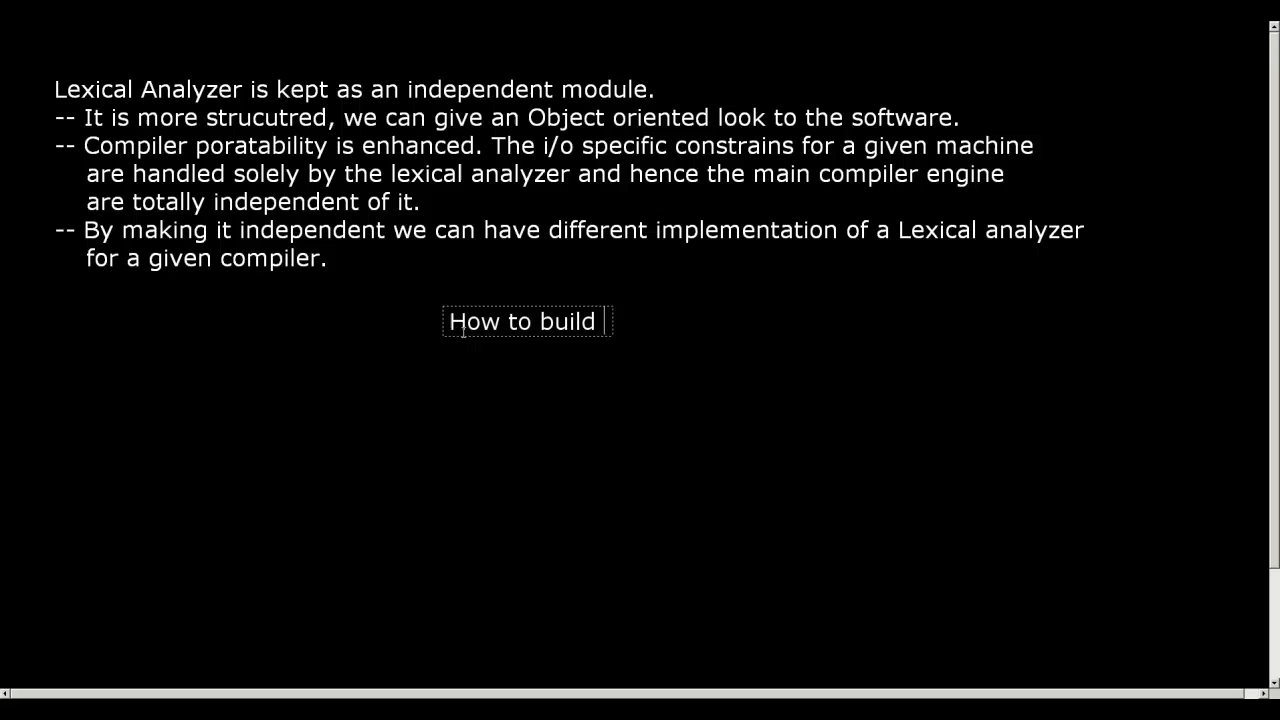 Lexical Analyzer is kept as an independent module.
-- It is more strucutred, we can give an Object oriented look to the software.
-- Compiler poratability is enhanced. The i/o specific constrains for a given machine
are handled solely by the lexical analyzer and hence the main compiler engine
are totally independent of it.
-- By making it independent we can have different implementation of a Lexical analyzer
for a given compiler.
How to build